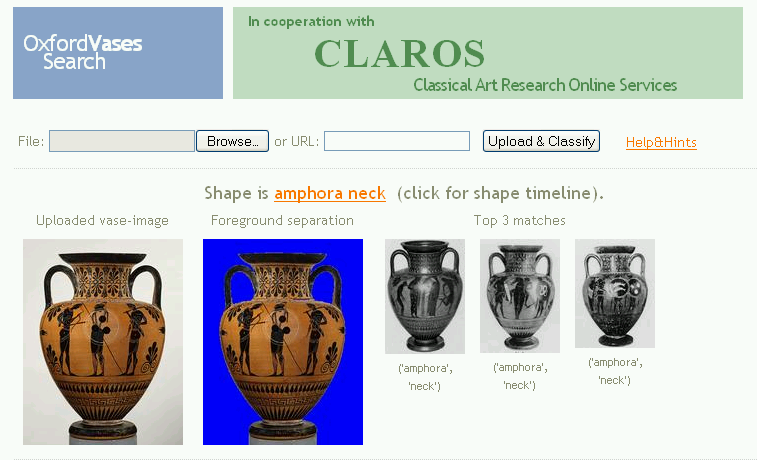 OxfordVases
Search
In cooperation with
CLAROS
Classical Art Research Online Services
File: Browse... or URL: Upload & Classify Help&Hints
Shape is amphora neck (click for shape timeline).
Uploaded vase-image Foreground separation Top 3 matches
('amphora', 'neck')
('amphora', 'neck')
('amphora', 'neck')